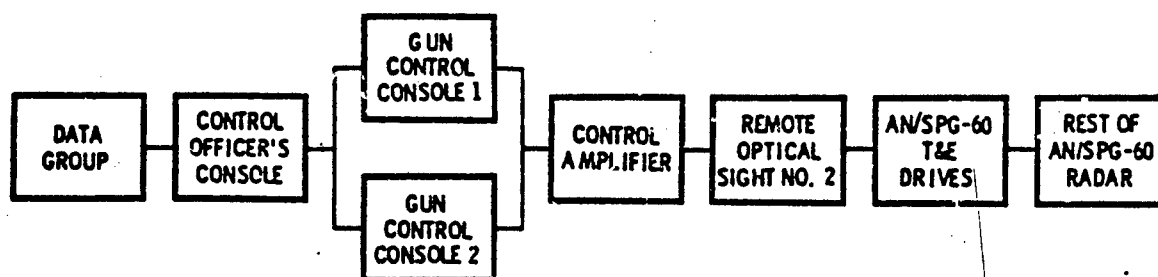 DATA
GROUP
CONTROL
OFFICER'S
CONSOLE
GUN
CONTROL
CONSOLE 1
GUN
CONTROL
CONSOLE 2
CONTROL
AMPLIFIER
REMOTE
OPTICAL
SIGHT NO. 2
AN/SPG-60
T&E
DRIVES
REST OF
AN/SPG-60
RADAR